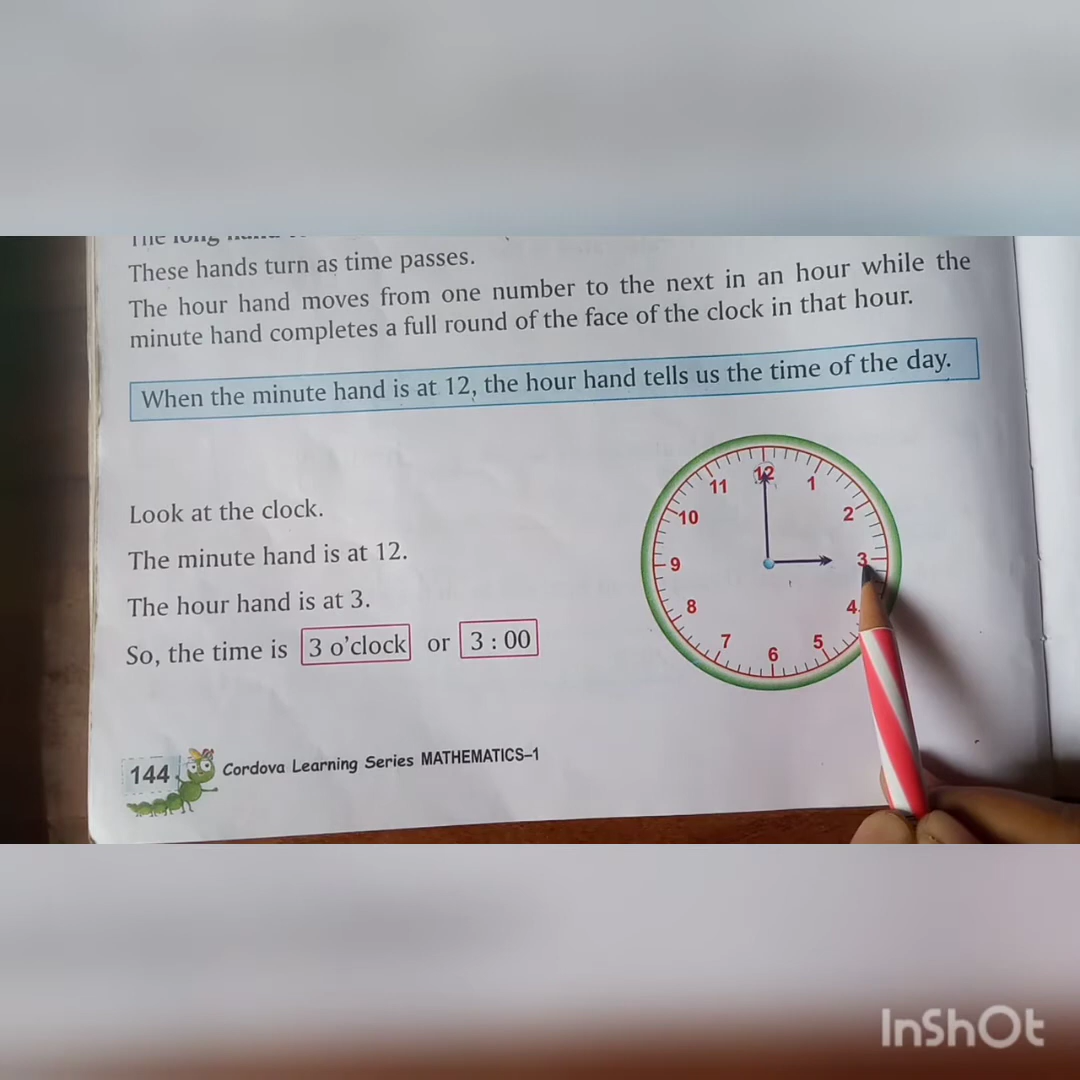 These hands turn as time passes.
The hour hand moves from one number to the next in an hour while the
minute hand completes a full round of the face of the clock in that hour.
When the minute hand is at 12, the hour hand tells us the time of the day.
Look at the clock.
The minute hand is at 12.
The hour hand is at 3.
So, the time is 3 o'clock or 3 : 00
12
11
1
10
2
9
3
8
4
7
5
6
144
Cordova Learning Series MATHEMATICS–1
InShOt